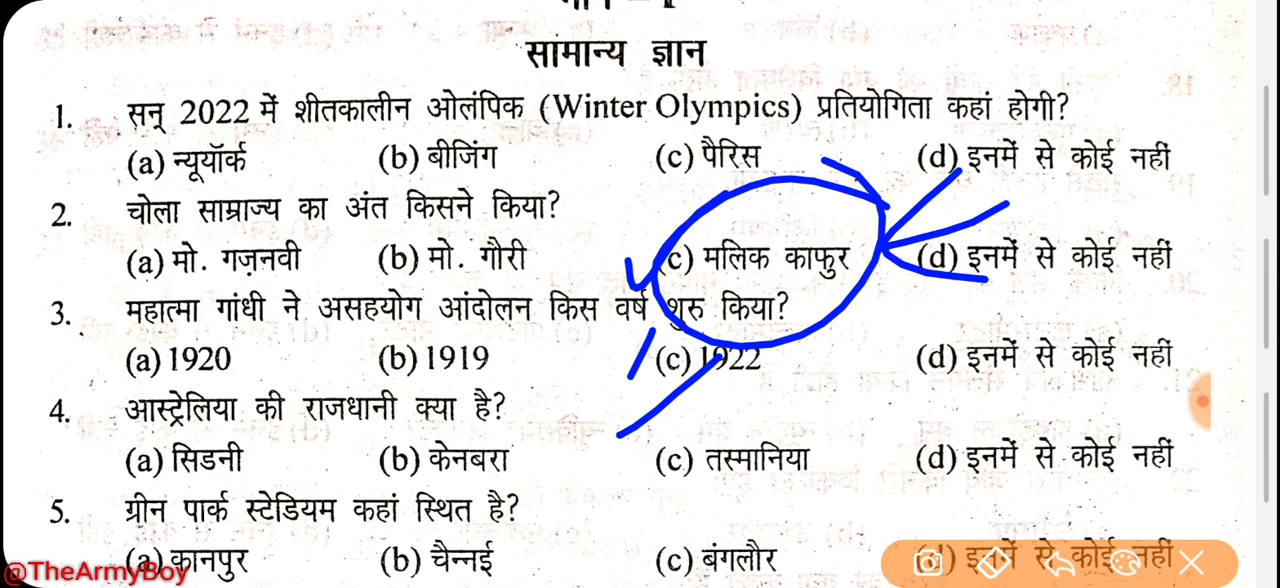 सामान्य ज्ञान
1. सन् 2022 में शीतकालीन ओलंपिक (Winter Olympics) प्रतियोगिता कहां होगी?
(a) न्यूयॉर्क (b) बीजिंग (c) पैरिस (d) इनमें से कोई नहीं
2. चोला साम्राज्य का अंत किसने किया?
(a) मो. गज़नवी (b) मो. गौरी (c) मलिक काफुर (d) इनमें से कोई नहीं
3. महात्मा गांधी ने असहयोग आंदोलन किस वर्ष शुरु किया?
(a) 1920 (b) 1919 (c) 1922 (d) इनमें से कोई नहीं
4. आस्ट्रेलिया की राजधानी क्या है?
(a) सिडनी (b) केनबरा (c) तस्मानिया (d) इनमें से कोई नहीं
5. ग्रीन पार्क स्टेडियम कहां स्थित है?
(a) कानपुर (b) चैन्नई (c) बंगलौर (d) इनमें से कोई नहीं
@TheArmyBoy